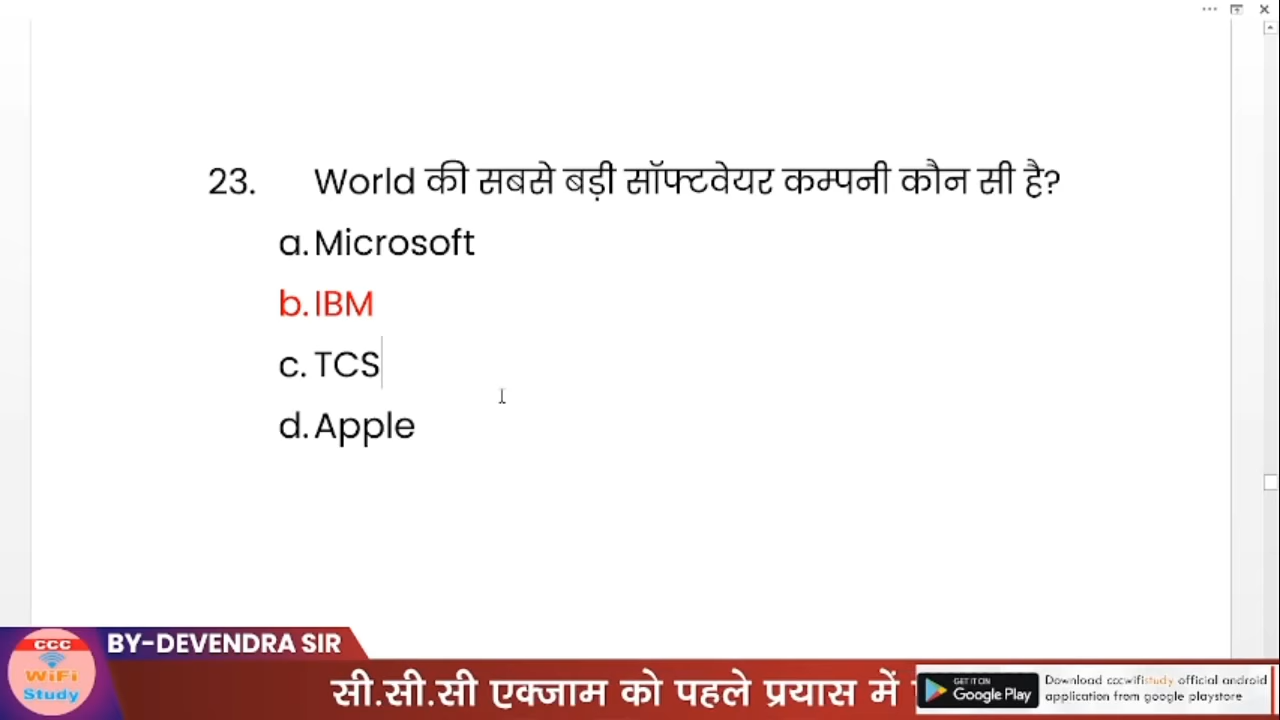 23. World की सबसे बड़ी सॉफ्टवेयर कम्पनी कौन सी है?
a. Microsoft
b. IBM
c. TCS
d. Apple
CCC
WiFi
Study
BY-DEVENDRA SIR
सी.सी.सी एक्जाम को पहले प्रयास में
GET IT ON
Google Play
Download cccwifistudy official android
application from google playstore